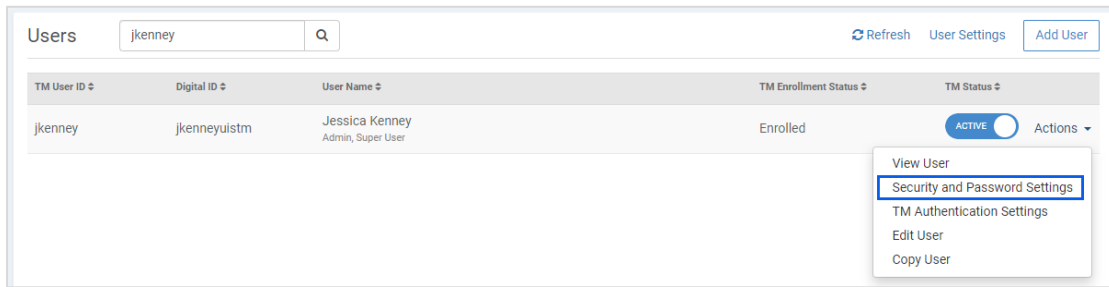 Users jkenney Refresh User Settings Add User
TM User ID Digital ID User Name TM Enrollment Status TM Status
jkenney jkenneyuistm Jessica Kenney Enrolled ACTIVE Actions
Admin, Super User
View User
Security and Password Settings
TM Authentication Settings
Edit User
Copy User